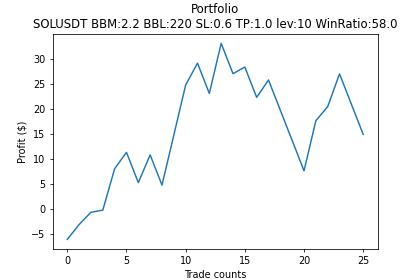 Portfolio
SOLUSDT BBM:2.2 BBL:220 SL:0.6 TP:1.0 lev:10 WinRatio:58.0
Profit ($)
30
25
20
15
10
5
0
−5
0 5 10 15 20 25
Trade counts